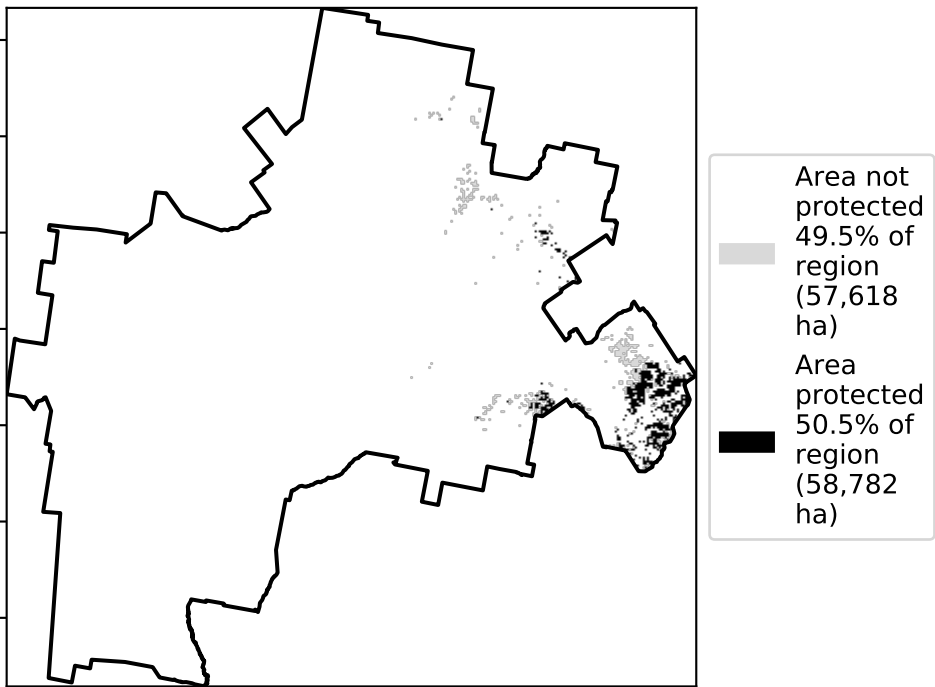 Area not
protected
49.5% of
region
(57,618
ha)
Area
protected
50.5% of
region
(58,782
ha)